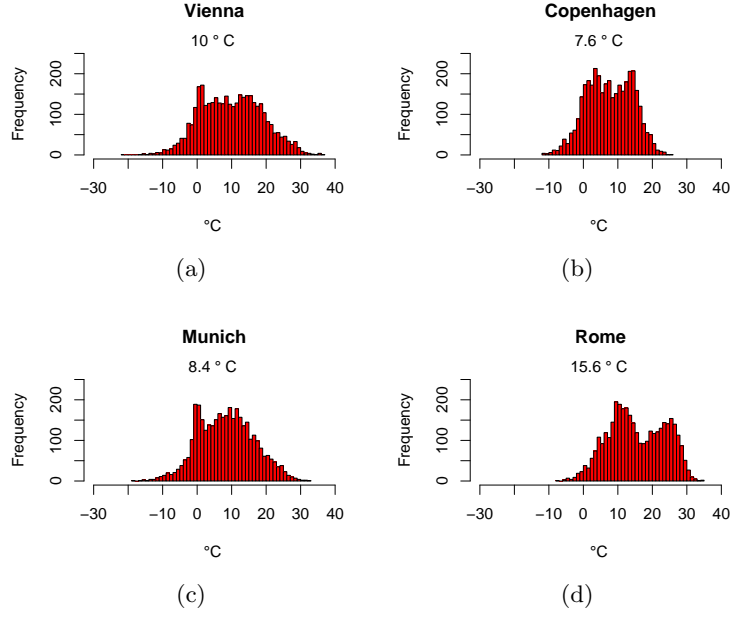 Vienna
10 ° C
Frequency
0 100 200
−30 −10 0 10 20 30 40
°C
(a)
Copenhagen
7.6 ° C
Frequency
0 100 200
−30 −10 0 10 20 30 40
°C
(b)
Munich
8.4 ° C
Frequency
0 100 200
−30 −10 0 10 20 30 40
°C
(c)
Rome
15.6 ° C
Frequency
0 100 200
−30 −10 0 10 20 30 40
°C
(d)